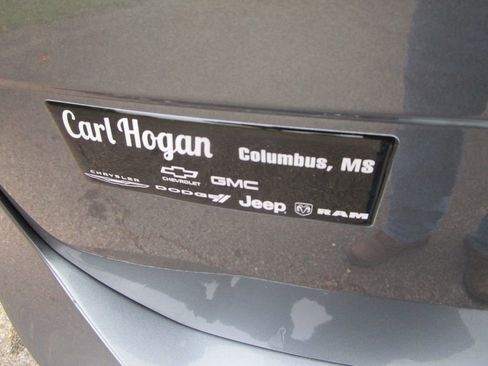 Carl Hogan Columbus, MS
CHRYSLER CHEVROLET GMC
DODGE Jeep RAM